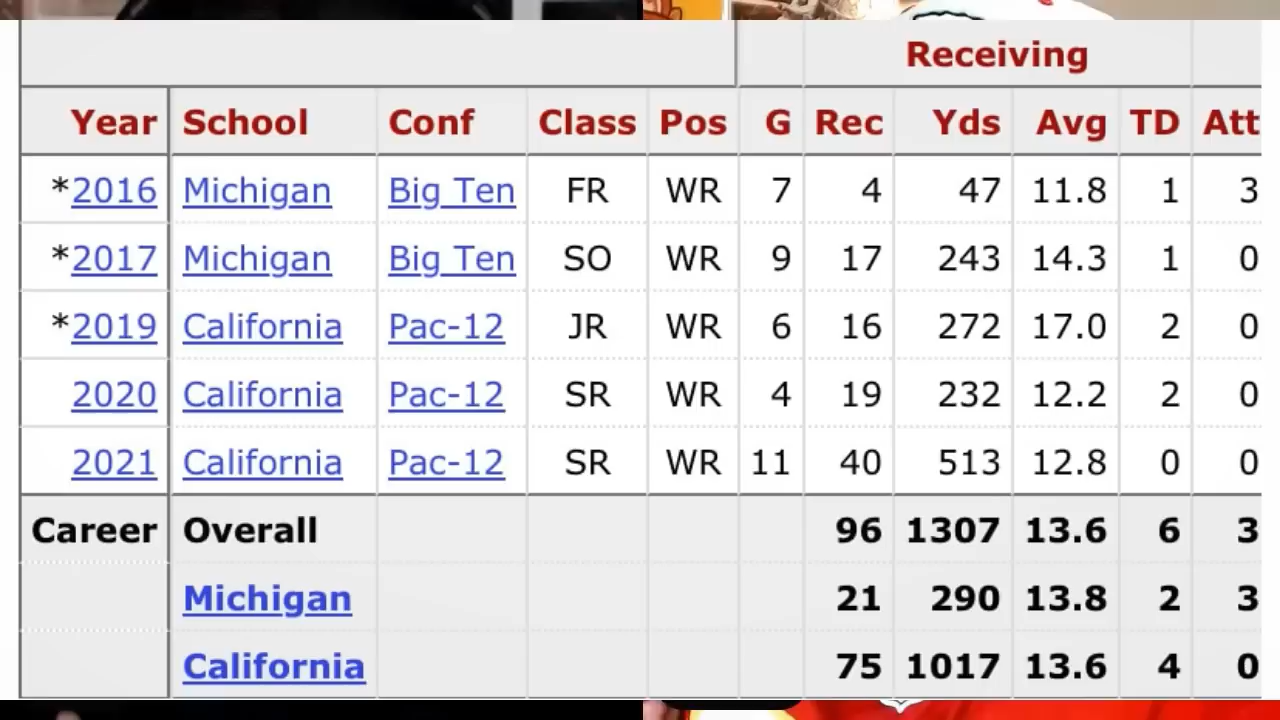 Receiving
Year School Conf Class Pos G Rec Yds Avg TD Att
*2016 Michigan Big Ten FR WR 7 4 47 11.8 1 3
*2017 Michigan Big Ten SO WR 9 17 243 14.3 1 0
*2019 California Pac-12 JR WR 6 16 272 17.0 2 0
2020 California Pac-12 SR WR 4 19 232 12.2 2 0
2021 California Pac-12 SR WR 11 40 513 12.8 0 0
Career Overall 96 1307 13.6 6 3
Michigan 21 290 13.8 2 3
California 75 1017 13.6 4 0